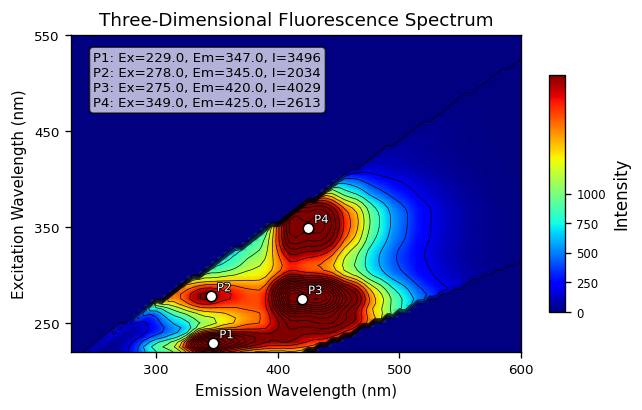 Three-Dimensional Fluorescence Spectrum
P1: Ex=229.0, Em=347.0, I=3496
P2: Ex=278.0, Em=345.0, I=2034
P3: Ex=275.0, Em=420.0, I=4029
P4: Ex=349.0, Em=425.0, I=2613
550
450
350
250
Excitation Wavelength (nm)
P4
P2
P3
P1
300
400
500
600
Emission Wavelength (nm)
1000
750
500
250
0
Intensity